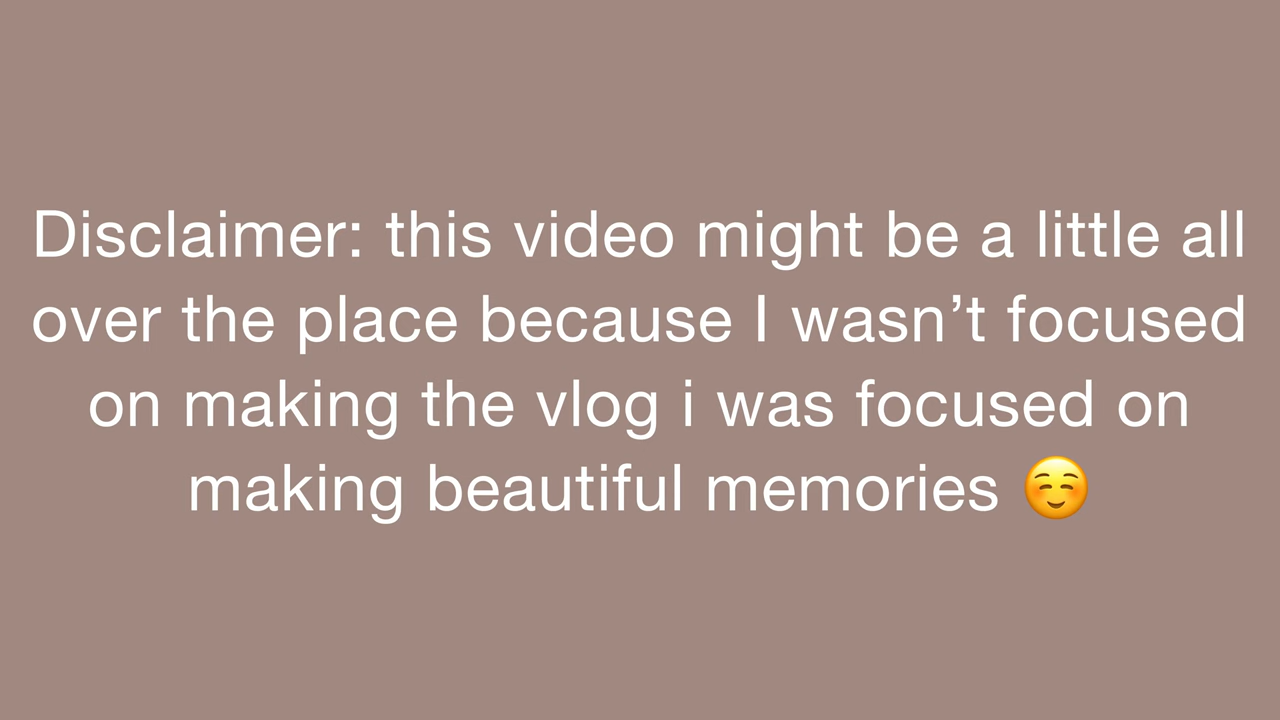 Disclaimer: this video might be a little all
over the place because I wasn’t focused
on making the vlog i was focused on
making beautiful memories ☺️